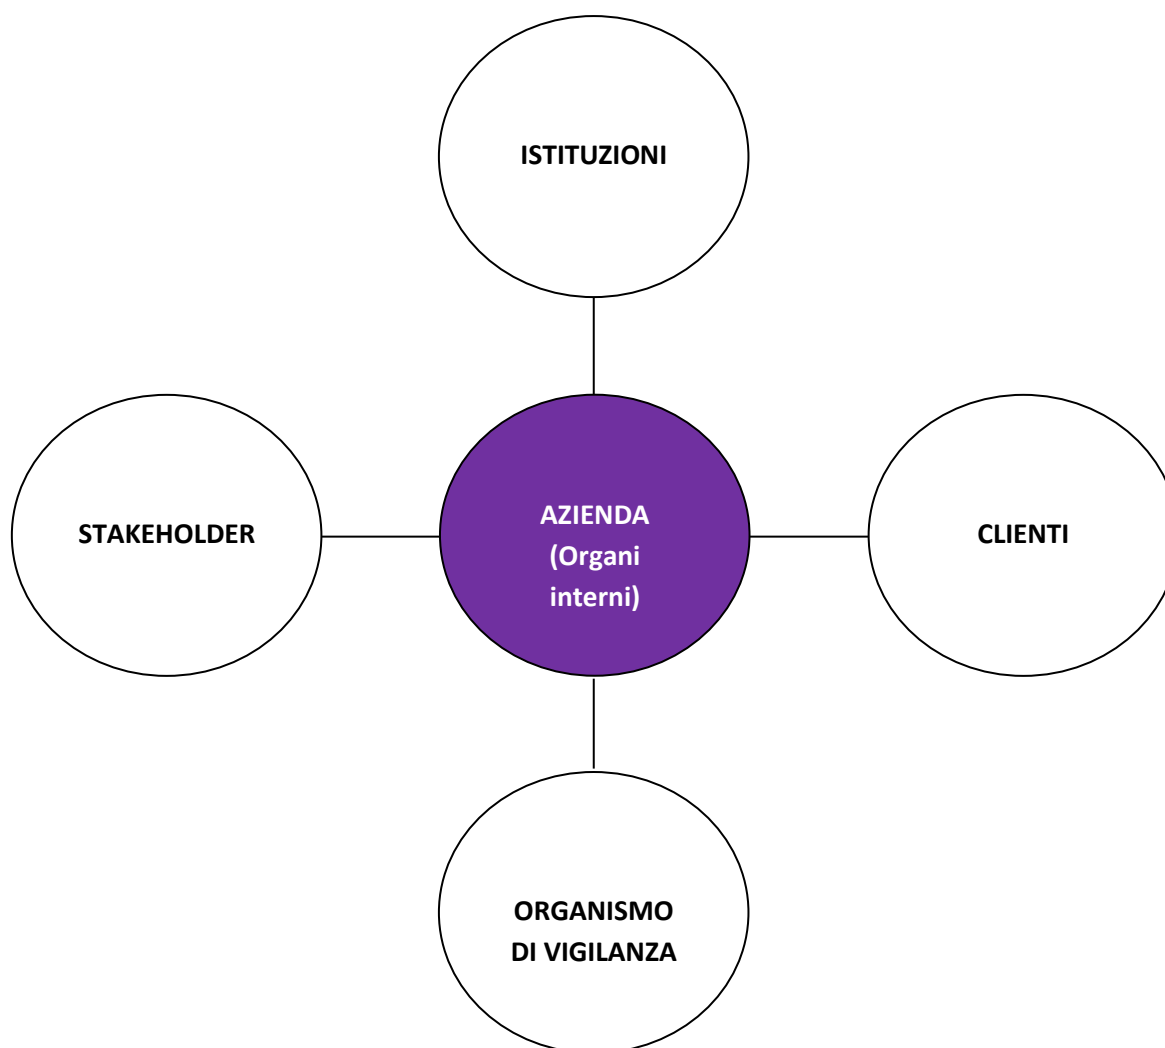 ISTITUZIONI
STAKEHOLDER
AZIENDA
(Organi
interni)
CLIENTI
ORGANISMO
DI VIGILANZA